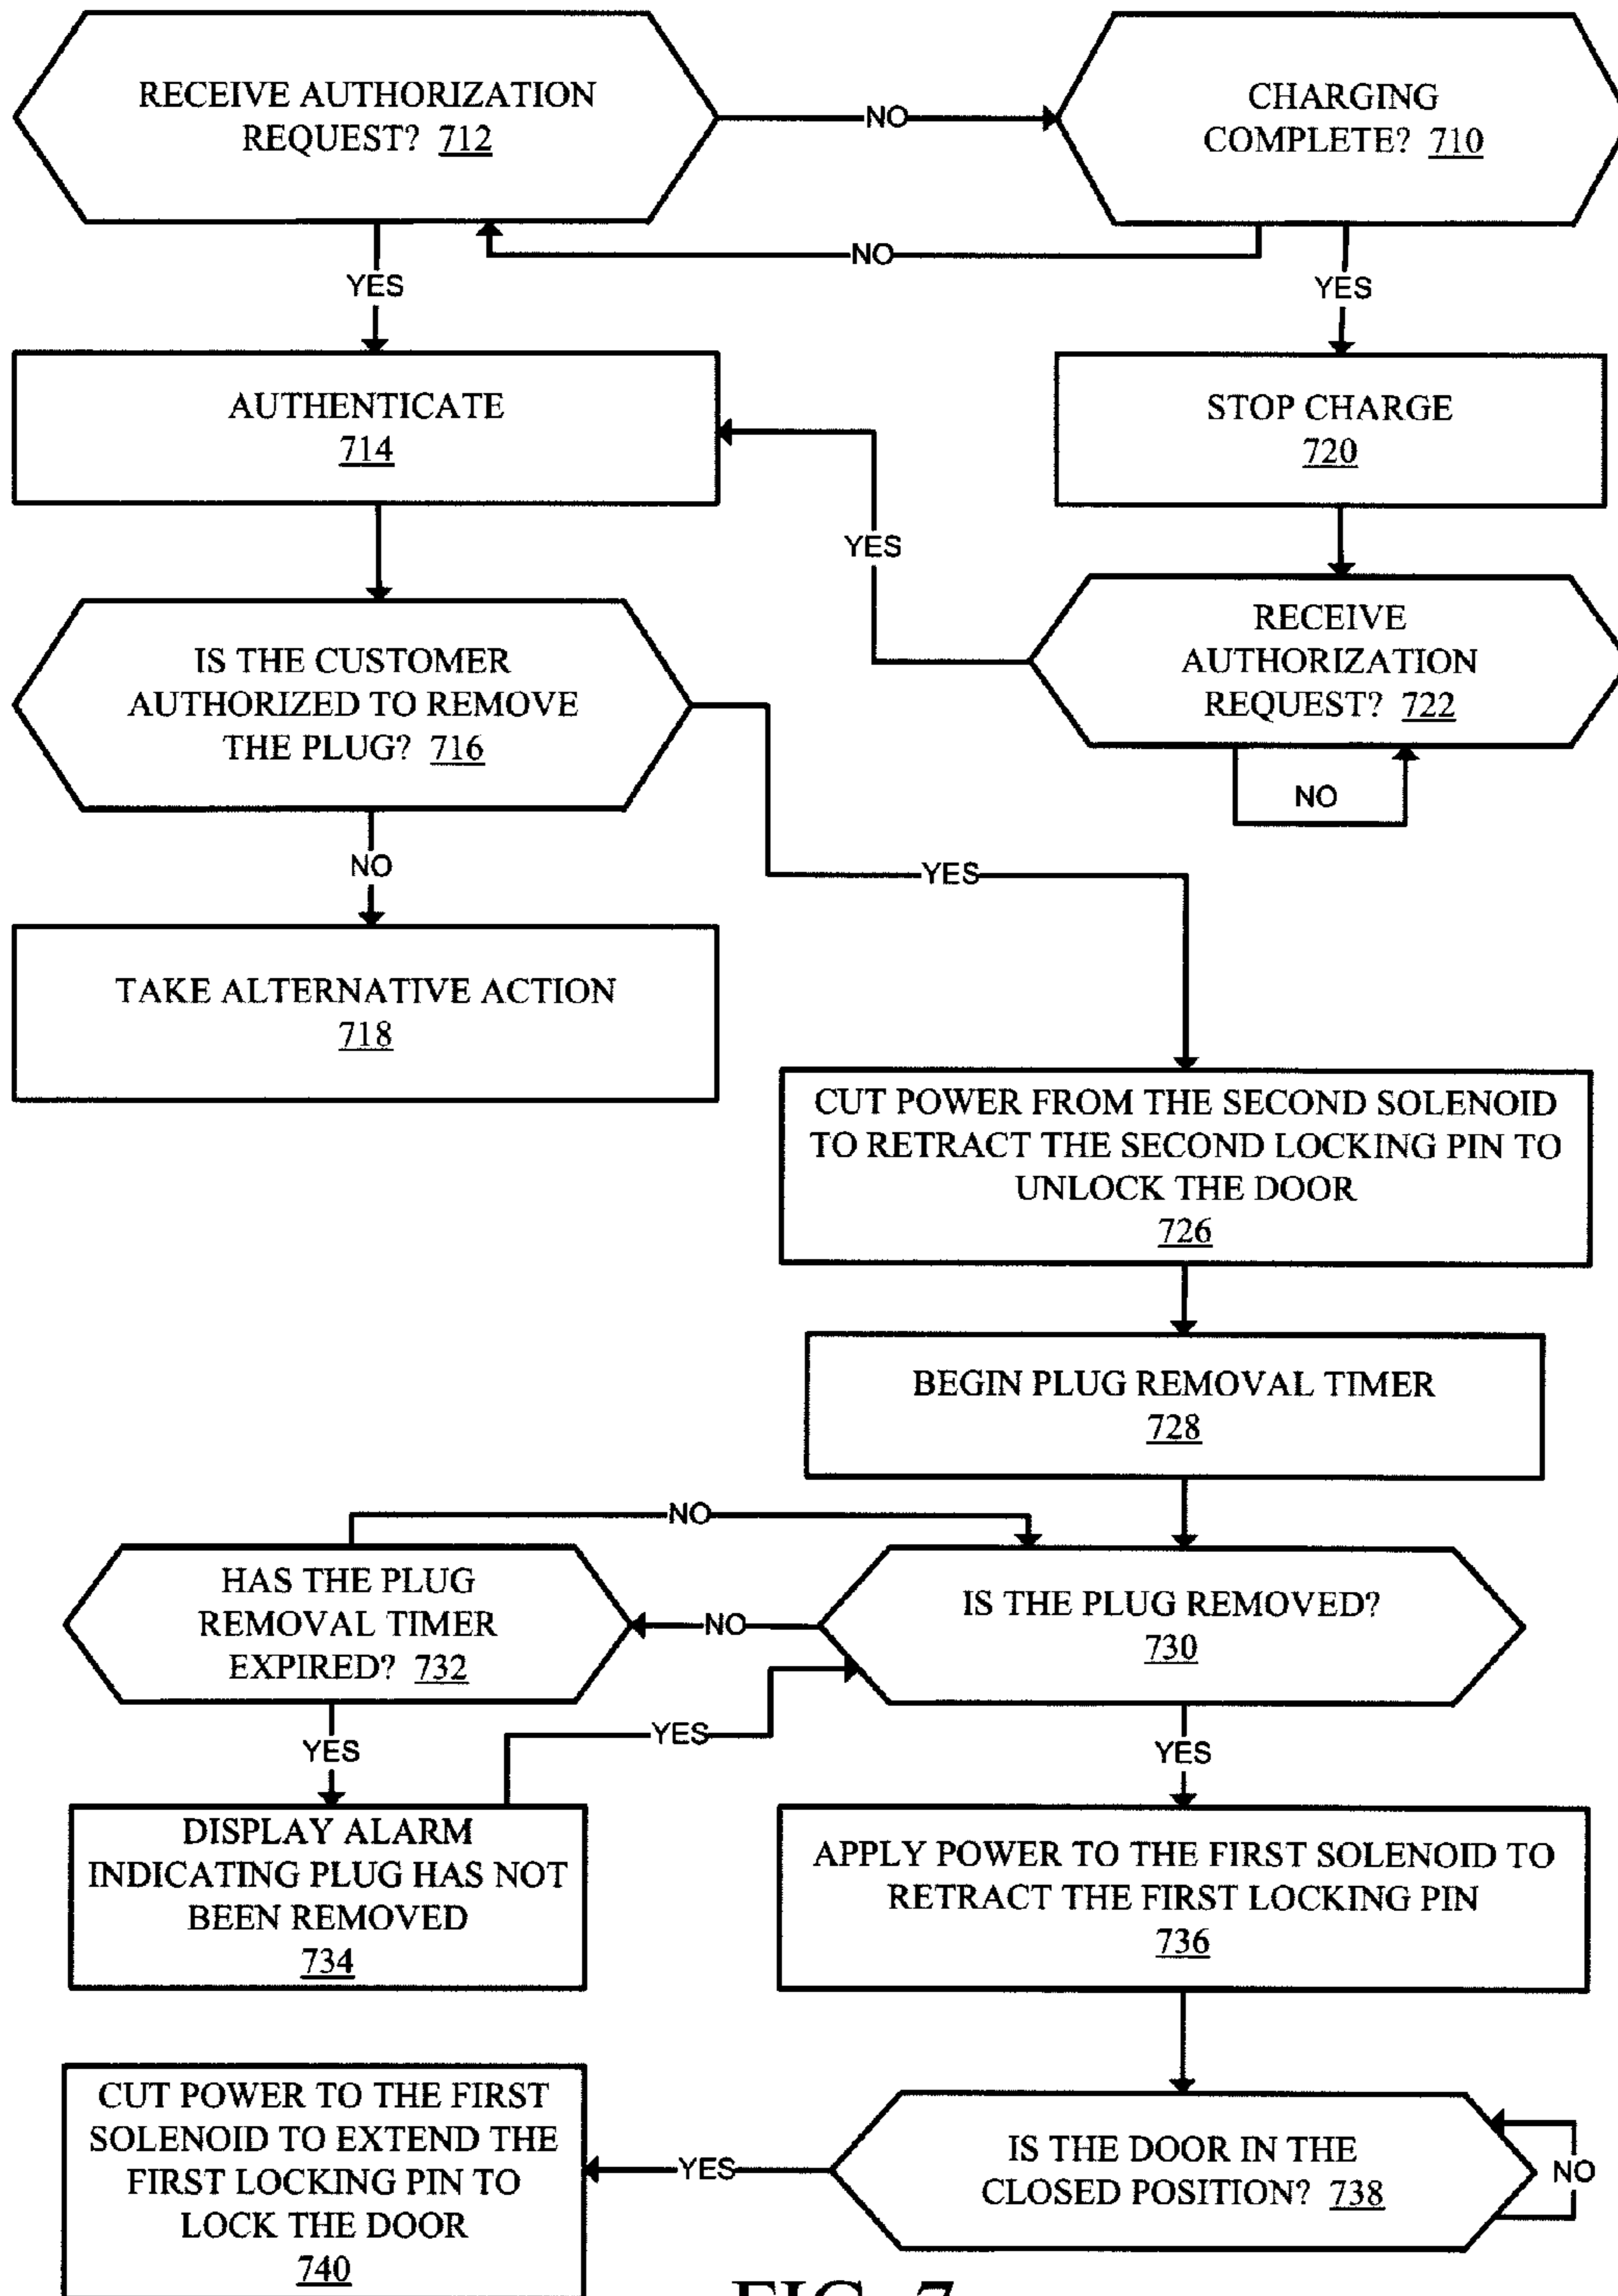 RECEIVE AUTHORIZATION
REQUEST? 712
NO
CHARGING
COMPLETE? 710
NO
YES
YES
AUTHENTICATE
714
STOP CHARGE
720
YES
RECEIVE
AUTHORIZATION
REQUEST? 722
NO
IS THE CUSTOMER
AUTHORIZED TO REMOVE
THE PLUG? 716
NO
YES
TAKE ALTERNATIVE ACTION
718
CUT POWER FROM THE SECOND SOLENOID
TO RETRACT THE SECOND LOCKING PIN TO
UNLOCK THE DOOR
726
BEGIN PLUG REMOVAL TIMER
728
NO
HAS THE PLUG
REMOVAL TIMER
EXPIRED? 732
NO
IS THE PLUG REMOVED?
730
YES
YES
YES
DISPLAY ALARM
INDICATING PLUG HAS NOT
BEEN REMOVED
734
APPLY POWER TO THE FIRST SOLENOID TO
RETRACT THE FIRST LOCKING PIN
736
CUT POWER TO THE FIRST
SOLENOID TO EXTEND THE
FIRST LOCKING PIN TO
LOCK THE DOOR
740
YES
IS THE DOOR IN THE
CLOSED POSITION? 738
NO
FIG. 7